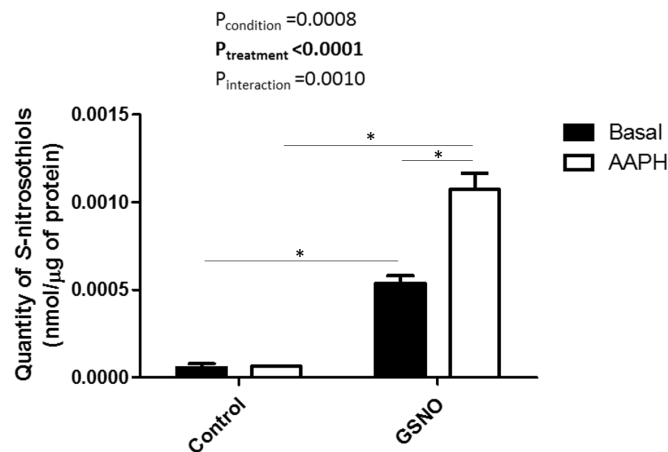 Pcondition =0.0008
Ptreatment <0.0001
Pinteraction =0.0010
Quantity of S-nitrosothiols
(nmol/µg of protein)
0.0015
0.0010
0.0005
0.0000
*
*
*
Basal
AAPH
Control
GSNO